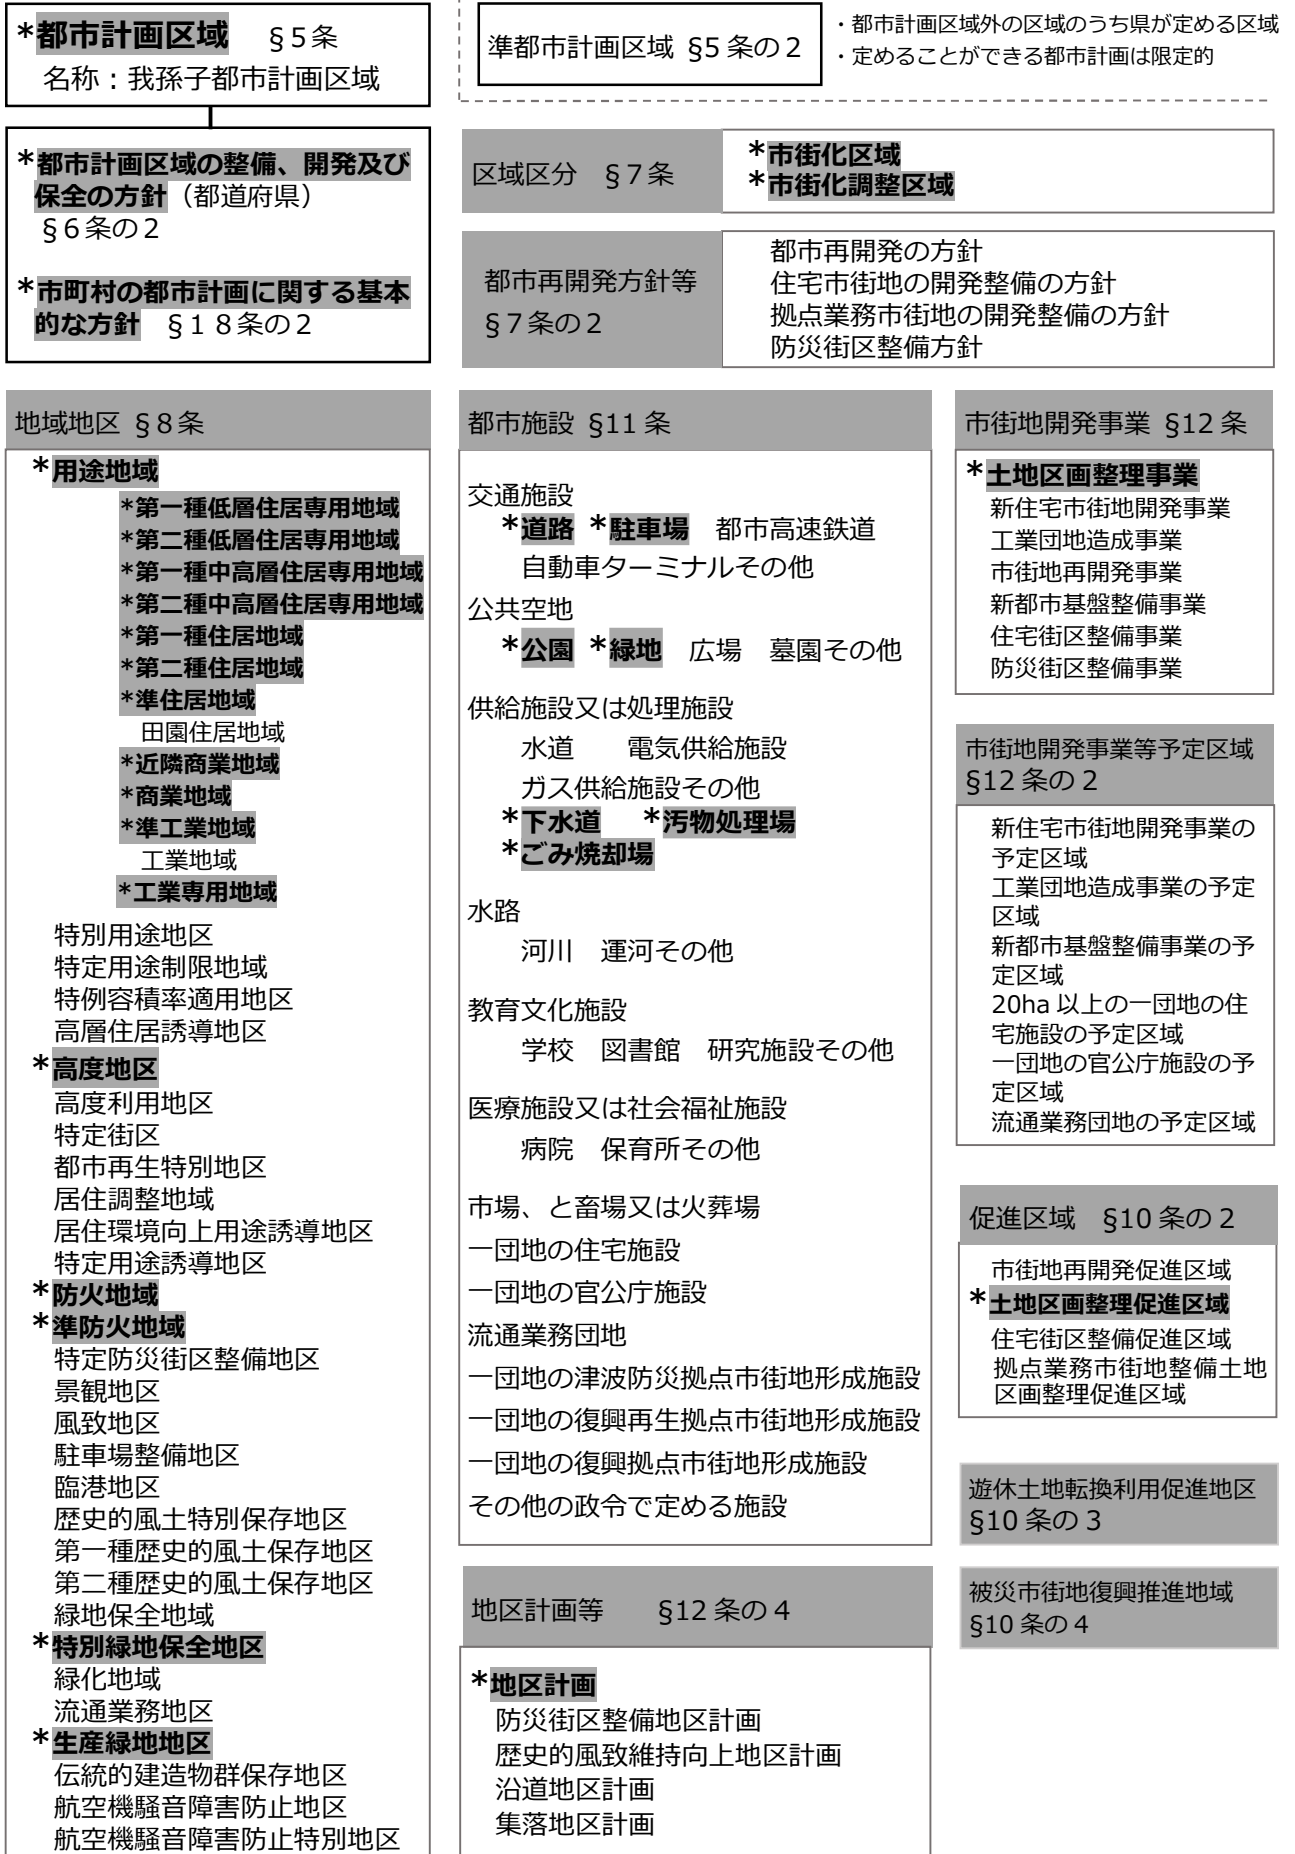 *都市計画区域　§５条
名称：我孫子都市計画区域
準都市計画区域 §5 条の２
・都市計画区域外の区域のうち県が定める区域
・定めることができる都市計画は限定的
*都市計画区域の整備、開発及び
保全の方針（都道府県）
§６条の２
*市町村の都市計画に関する基本
的な方針　§１８条の２
区域区分　§７条
*市街化区域
*市街化調整区域
都市再開発方針等
§７条の２
都市再開発の方針
住宅市街地の開発整備の方針
拠点業務市街地の開発整備の方針
防災街区整備方針
地域地区 §８条
*用途地域
*第一種低層住居専用地域
*第二種低層住居専用地域
*第一種中高層住居専用地域
*第二種中高層住居専用地域
*第一種住居地域
*第二種住居地域
*準住居地域
田園住居地域
*近隣商業地域
*商業地域
*準工業地域
工業地域
*工業専用地域
特別用途地区
特定用途制限地域
特例容積率適用地区
高層住居誘導地区
*高度地区
高度利用地区
特定街区
都市再生特別地区
居住調整地域
居住環境向上用途誘導地区
特定用途誘導地区
*防火地域
*準防火地域
特定防災街区整備地区
景観地区
風致地区
駐車場整備地区
臨港地区
歴史的風土特別保存地区
第一種歴史的風土保存地区
第二種歴史的風土保存地区
緑地保全地域
*特別緑地保全地区
緑化地域
流通業務地区
*生産緑地地区
伝統的建造物群保存地区
航空機騒音障害防止地区
航空機騒音障害防止特別地区
都市施設 §11 条
交通施設
*道路 *駐車場　都市高速鉄道
自動車ターミナルその他
公共空地
*公園 *緑地　広場　墓園その他
供給施設又は処理施設
水道　電気供給施設
ガス供給施設その他
*下水道　*汚物処理場
*ごみ焼却場
水路
河川　運河その他
教育文化施設
学校　図書館　研究施設その他
医療施設又は社会福祉施設
病院　保育所その他
市場、と畜場又は火葬場
一団地の住宅施設
一団地の官公庁施設
流通業務団地
一団地の津波防災拠点市街地形成施設
一団地の復興再生拠点市街地形成施設
一団地の復興拠点市街地形成施設
その他の政令で定める施設
地区計画等　§12 条の４
*地区計画
防災街区整備地区計画
歴史的風致維持向上地区計画
沿道地区計画
集落地区計画
市街地開発事業 §12 条
*土地区画整理事業
新住宅市街地開発事業
工業団地造成事業
市街地再開発事業
新都市基盤整備事業
住宅街区整備事業
防災街区整備事業
市街地開発事業等予定区域
§12 条の２
新住宅市街地開発事業の
予定区域
工業団地造成事業の予定
区域
新都市基盤整備事業の予
定区域
20ha 以上の一団地の住
宅施設の予定区域
一団地の官公庁施設の予
定区域
流通業務団地の予定区域
促進区域　§10 条の２
市街地再開発促進区域
*土地区画整理促進区域
住宅街区整備促進区域
拠点業務市街地整備土地
区画整理促進区域
遊休土地転換利用促進地区
§10 条の３
被災市街地復興推進地域
§10 条の４